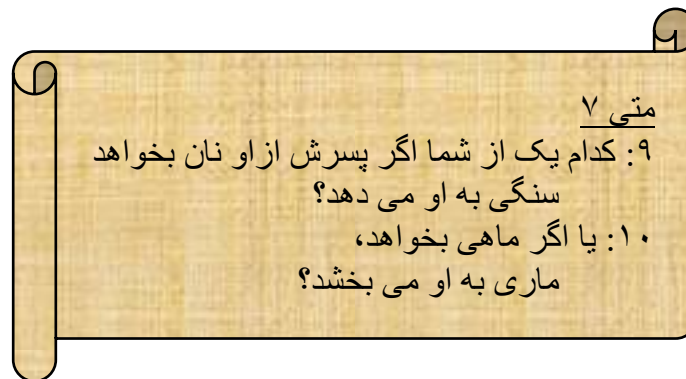 متی ۷
۹: کدام یک از شما اگر پسرش ازاو نان بخواهد
سنگی به او می دهد؟
۱۰: یا اگر ماهی بخواهد،
ماری به او می بخشد؟